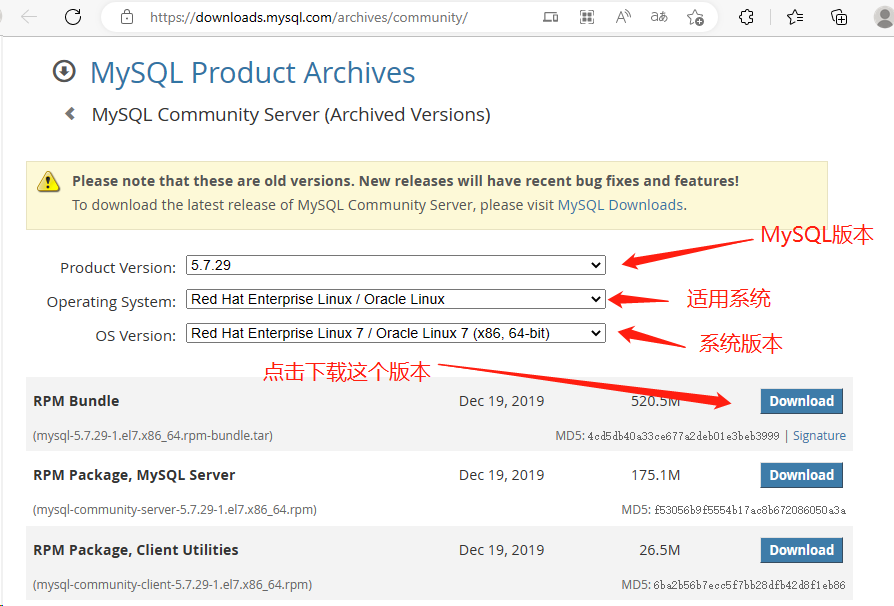 https://downloads.mysql.com/archives/community/
MySQL Product Archives
MySQL Community Server (Archived Versions)
Please note that these are old versions. New releases will have recent bug fixes and features!
To download the latest release of MySQL Community Server, please visit MySQL Downloads.
MySQL版本
Product Version: 5.7.29
Operating System: Red Hat Enterprise Linux / Oracle Linux
适用系统
OS Version: Red Hat Enterprise Linux 7 / Oracle Linux 7 (x86, 64-bit)
系统版本
点击下载这个版本
RPM Bundle Dec 19, 2019 520.5M Download
(mysql-5.7.29-1.el7.x86_64.rpm-bundle.tar) MD5: 4cd5db40a33ce677a2deb01e3beb3999 | Signature
RPM Package, MySQL Server Dec 19, 2019 175.1M Download
(mysql-community-server-5.7.29-1.el7.x86_64.rpm) MD5: f53056b9f5554b17ac8b672086050a3a
RPM Package, Client Utilities Dec 19, 2019 26.5M Download
(mysql-community-client-5.7.29-1.el7.x86_64.rpm) MD5: 6ba2b56b7ecc5f7bb28dfb42d8f1eb86